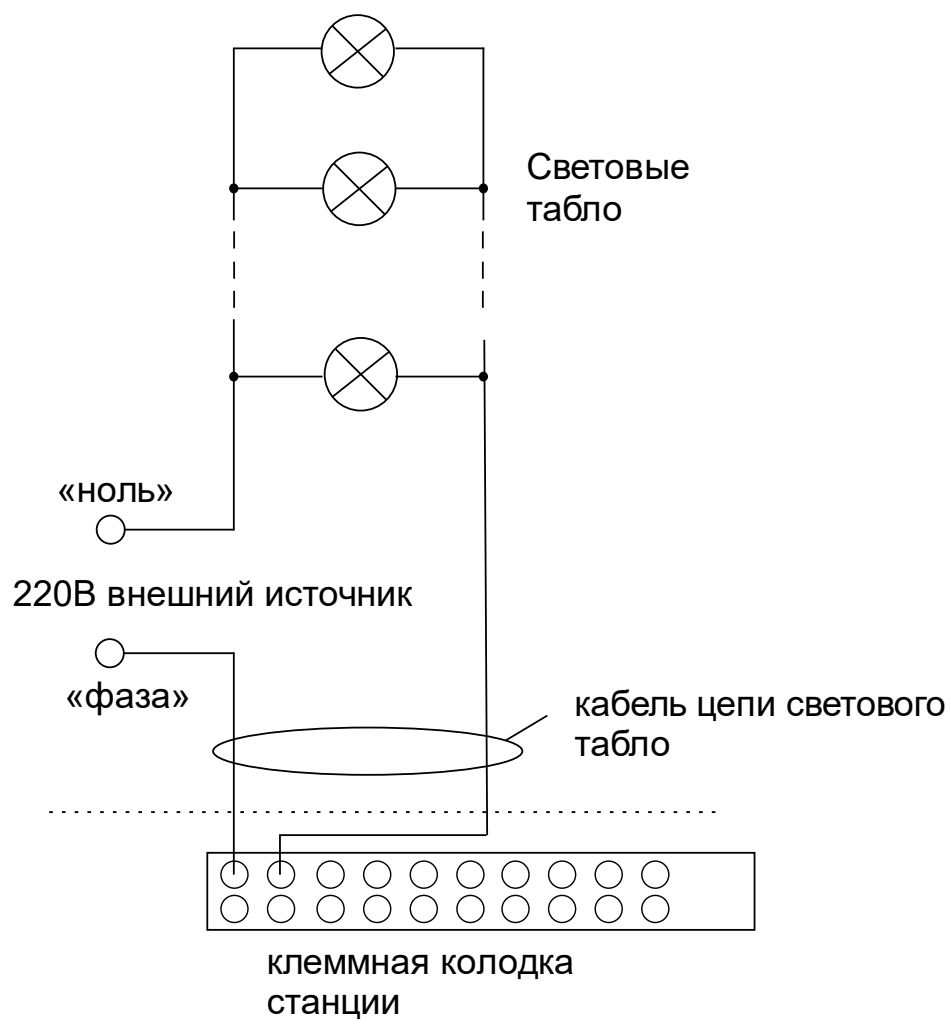 Световые
табло
«ноль»
220В внешний источник
«фаза»
кабель цепи светового
табло
клеммная колодка
станции